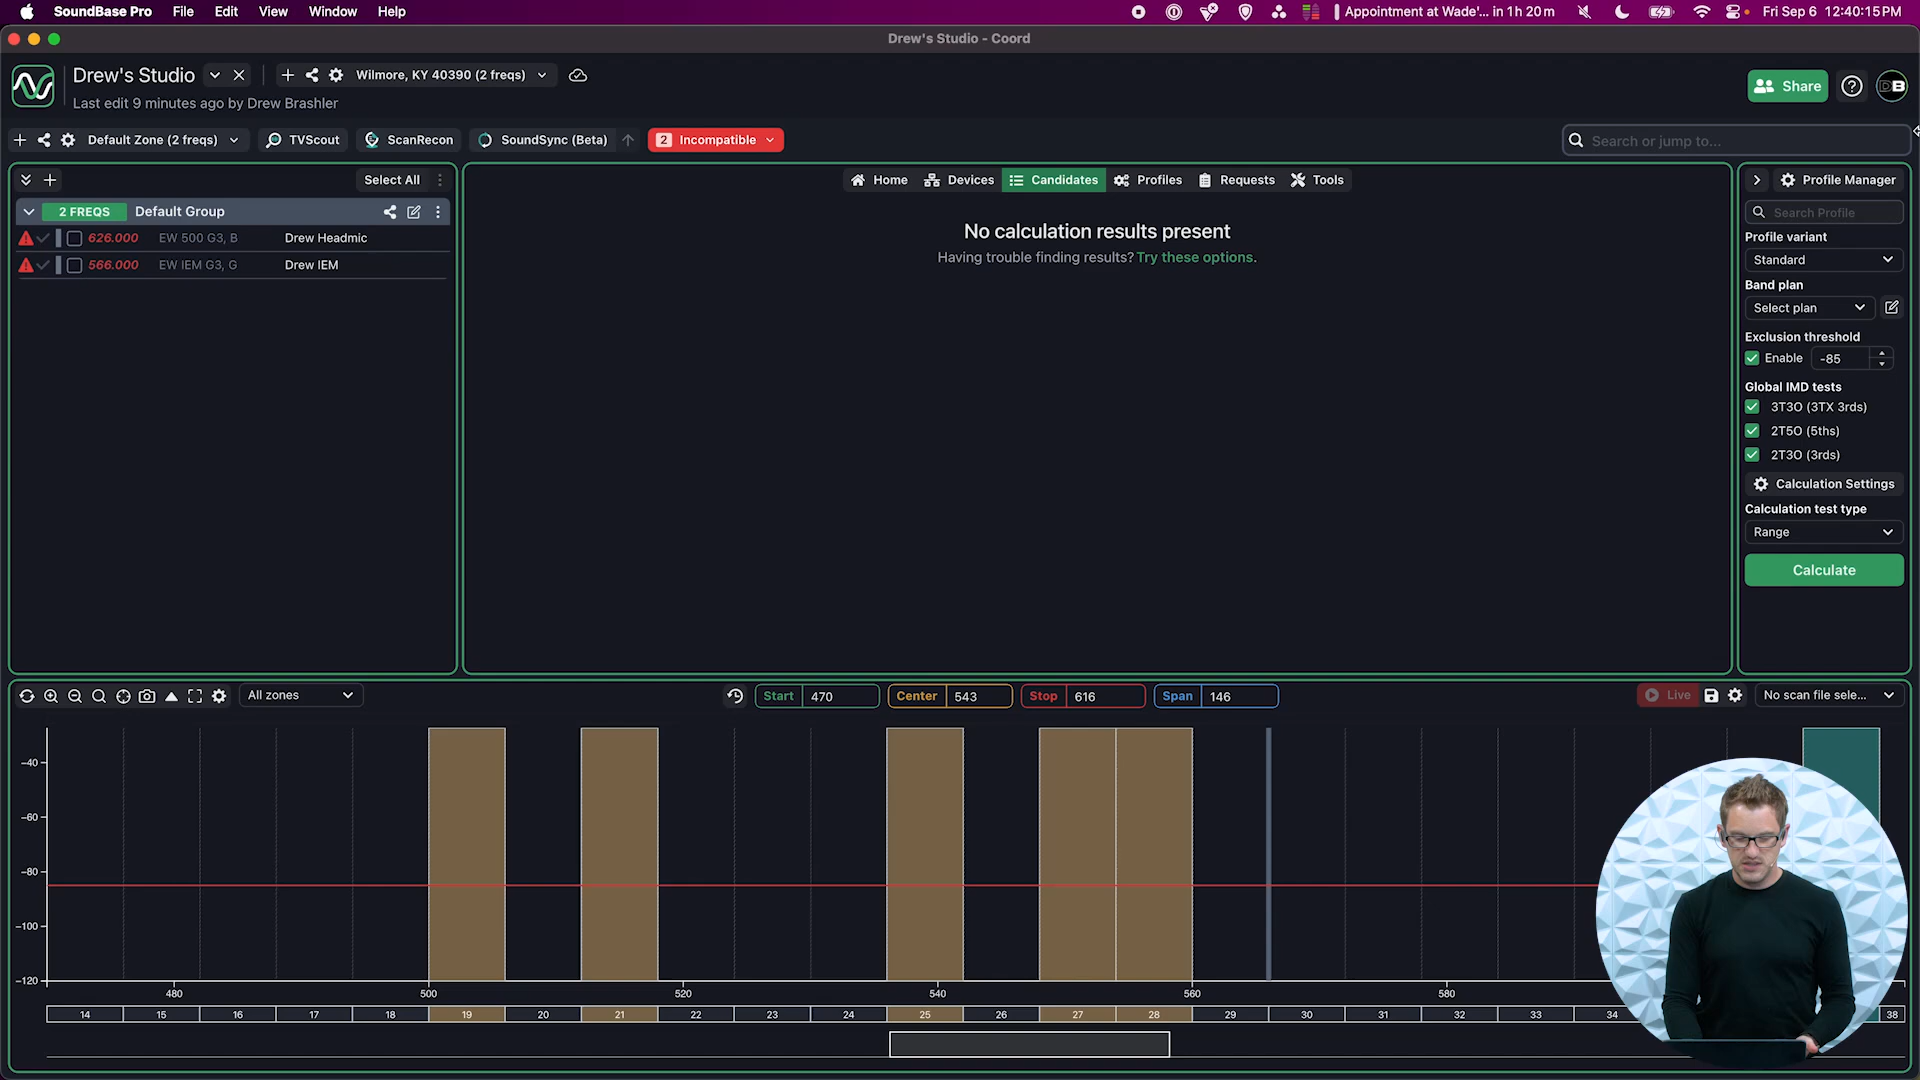 SoundBase Pro File Edit View Window Help
Appointment at Wade'... in 1h 20m
Fri Sep 6 12:40:15 PM
Drew's Studio - Coord
Drew's Studio
Wilmore, KY 40390 (2 freqs)
Last edit 9 minutes ago by Drew Brashler
Share
DB
Default Zone (2 freqs)
TVScout
ScanRecon
SoundSync (Beta)
2 Incompatible
Search or jump to...
Select All
Home
Devices
Candidates
Profiles
Requests
Tools
Profile Manager
2 FREQS Default Group
626.000 EW 500 G3, B Drew Headmic
566.000 EW IEM G3, G Drew IEM
No calculation results present
Having trouble finding results? Try these options.
Search Profile
Profile variant
Standard
Band plan
Select plan
Exclusion threshold
Enable -85
Global IMD tests
3T3O (3TX 3rds)
2T5O (5ths)
2T3O (3rds)
Calculation Settings
Calculation test type
Range
Calculate
All zones
Start 470
Center 543
Stop 616
Span 146
Live
No scan file sele...
-40
-60
-80
-100
-120
480 500 520 540 560 580
14 15 16 17 18 19 20 21 22 23 24 25 26 27 28 29 30 31 32 33 34 38